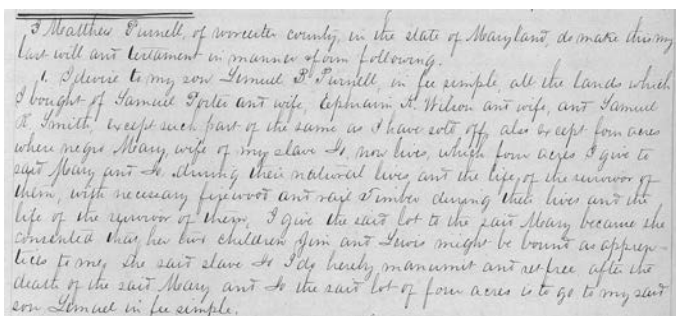 I Matthew Purnell, of worcester county, in the state of Maryland, do make this my
last will and testament in manner & form following.
1. I devise to my son Lemuel B. Purnell, in fee simple, all the lands which
I bought of Samuel Porter and wife, Ephraim K. Wilson and wife, and Samuel
R. Smith, except such part of the same as I have sold off, also except four acres
where negro Mary, wife of my slave now lives, which four acres I give to
said Mary and during their natural lives and the life of the survivor of
them, with necessary firewood and rail timber during their lives and the
life of the survivor of them, I give the said lot to the said Mary because she
consented that her two children Jim and Lewis might be bound as appren-
tices to me, the said slave I do hereby manumit and set free, after the
death of the said Mary and the said lot of four acres is to go to my said
son Lemuel in fee simple.